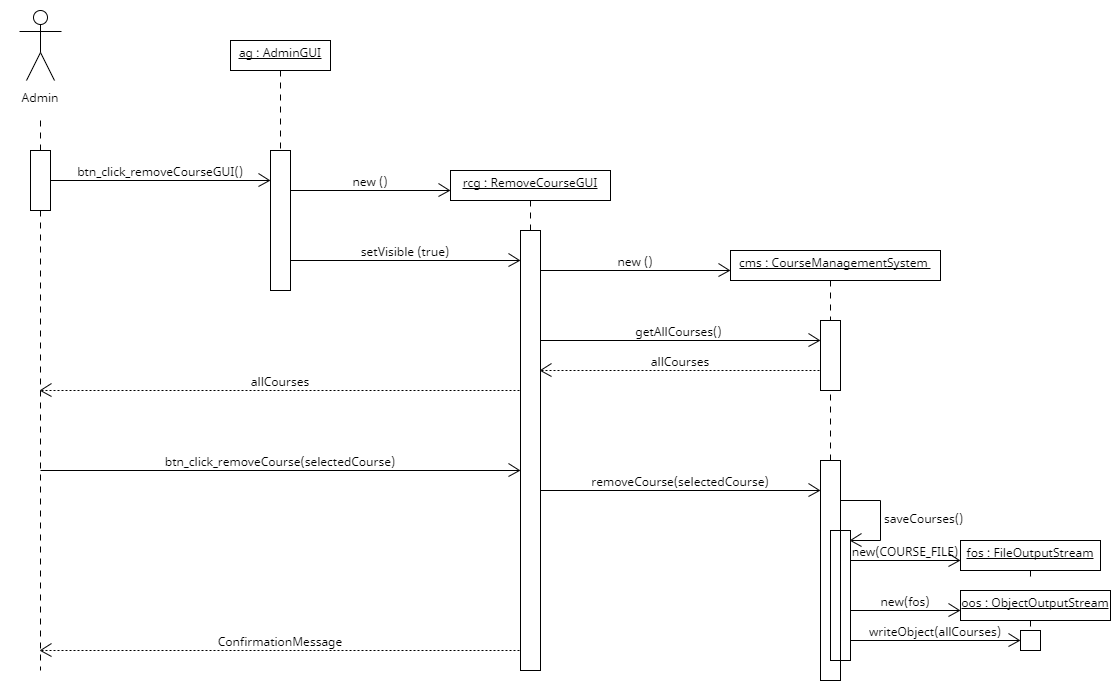 ag : AdminGUI
Admin
btn_click_removeCourseGUI()
new ()
rcg : RemoveCourseGUI
setVisible (true)
new ()
cms : CourseManagementSystem
getAllCourses()
allCourses
allCourses
btn_click_removeCourse(selectedCourse)
removeCourse(selectedCourse)
saveCourses()
new(COURSE_FILE)
fos : FileOutputStream
new(fos)
oos : ObjectOutputStream
writeObject(allCourses)
ConfirmationMessage